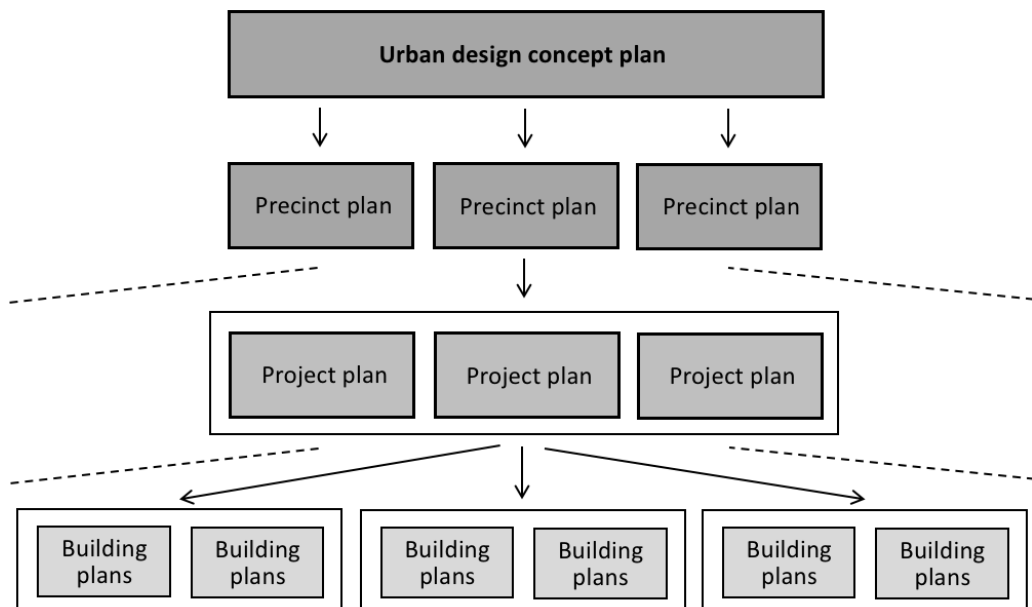 Urban design concept plan
Precinct plan
Precinct plan
Precinct plan
Project plan
Project plan
Project plan
Building
plans
Building
plans
Building
plans
Building
plans
Building
plans
Building
plans